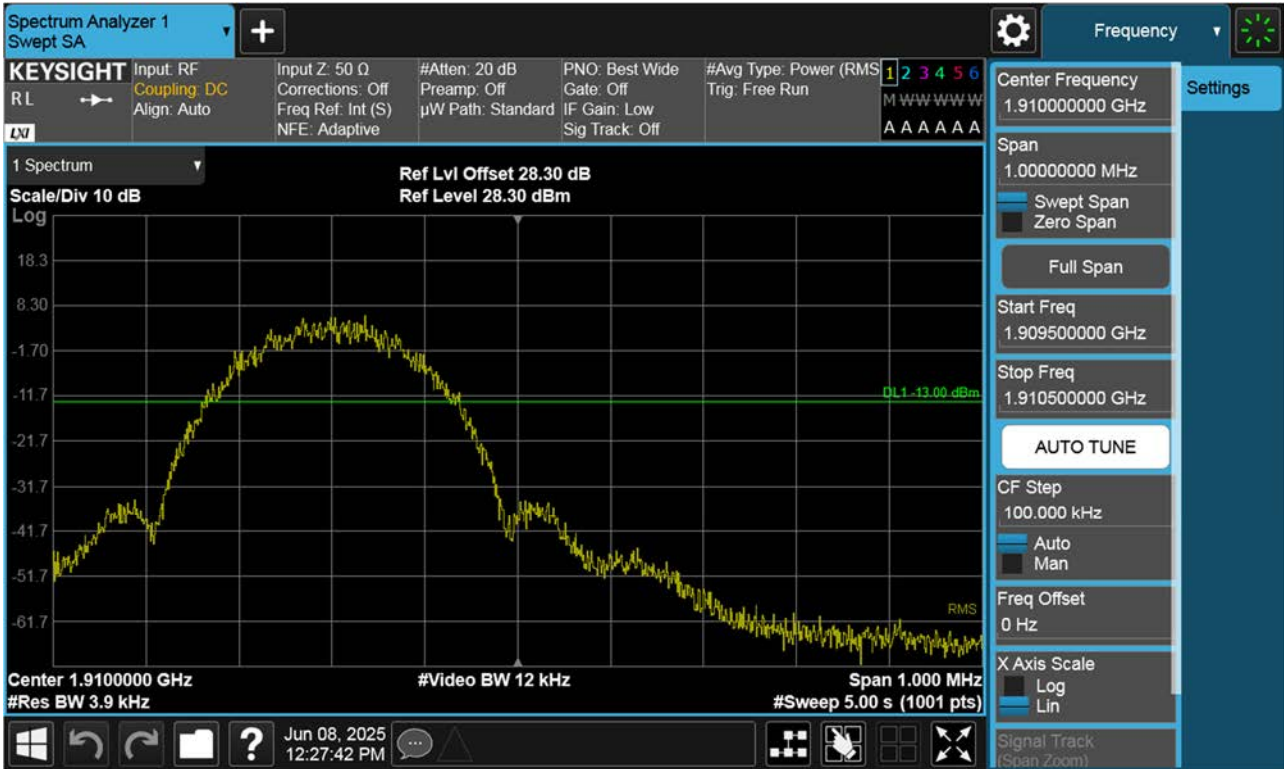 Spectrum Analyzer 1
Swept SA
+
Frequency
KEYSIGHT
RL
LXI
Input: RF
Coupling: DC
Align: Auto
Input Z: 50 Ω
Corrections: Off
Freq Ref: Int (S)
NFE: Adaptive
#Atten: 20 dB
Preamp: Off
µW Path: Standard
PNO: Best Wide
Gate: Off
IF Gain: Low
Sig Track: Off
#Avg Type: Power (RMS
Trig: Free Run
1 2 3 4 5 6
M W W W W W
A A A A A A
1 Spectrum
Scale/Div 10 dB
Log
Ref Lvl Offset 28.30 dB
Ref Level 28.30 dBm
18.3
8.30
-1.70
-11.7
-21.7
-31.7
-41.7
-51.7
-61.7
DL1 -13.00 dBm
RMS
Center 1.9100000 GHz
#Res BW 3.9 kHz
#Video BW 12 kHz
Span 1.000 MHz
#Sweep 5.00 s (1001 pts)
Center Frequency
1.910000000 GHz
Span
1.00000000 MHz
Swept Span
Zero Span
Full Span
Start Freq
1.909500000 GHz
Stop Freq
1.910500000 GHz
AUTO TUNE
CF Step
100.000 kHz
Auto
Man
Freq Offset
0 Hz
X Axis Scale
Log
Lin
Signal Track
(Span Zoom)
Settings
?
Jun 08, 2025
12:27:42 PM